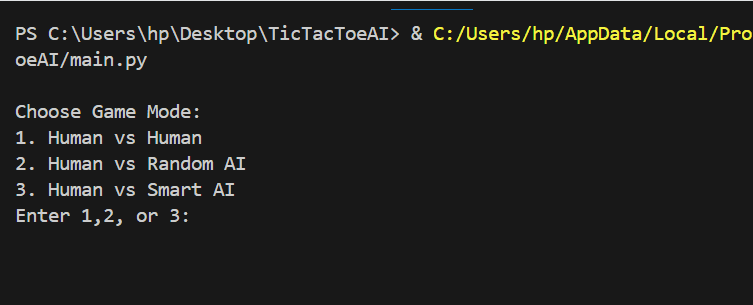 PS C:\Users\hp\Desktop\TicTacToeAI> & C:/Users/hp/AppData/Local/Pro
oeAI/main.py
Choose Game Mode:
1. Human vs Human
2. Human vs Random AI
3. Human vs Smart AI
Enter 1,2, or 3: